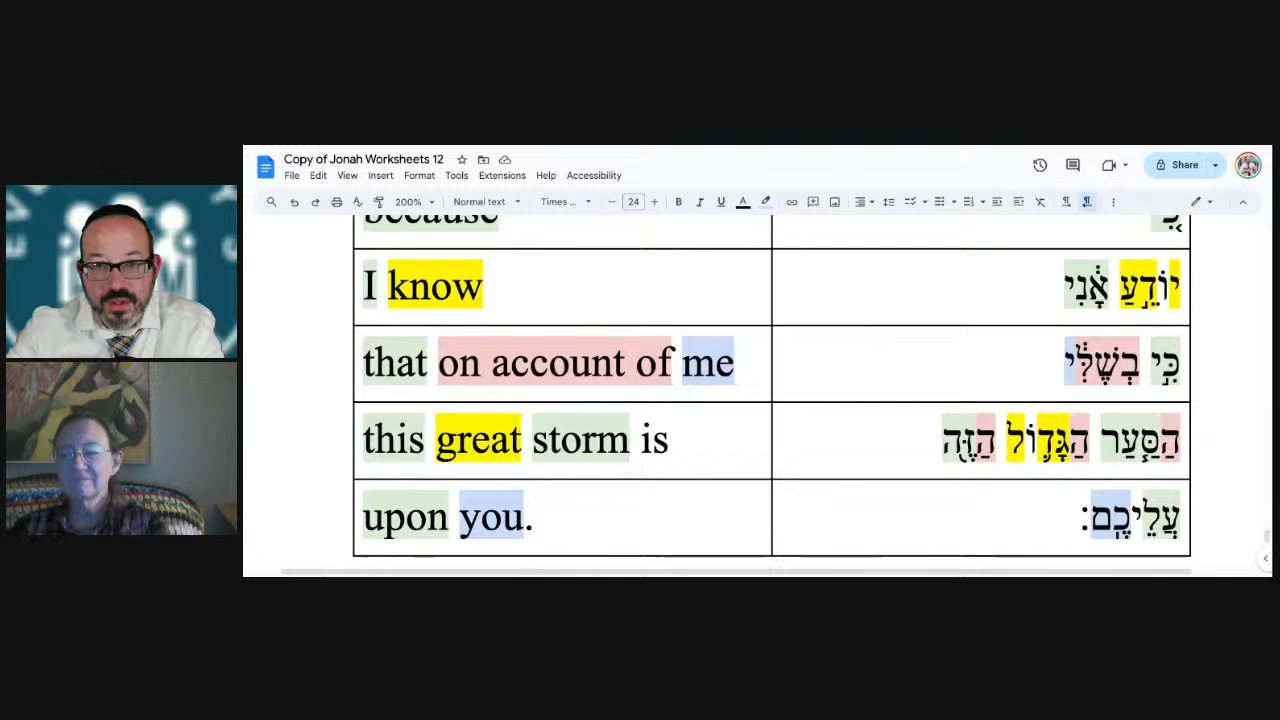 Copy of Jonah Worksheets 12
File Edit View Insert Format Tools Extensions Help Accessibility
Share
200% Normal text Times ... 24 B I U A
because כִּ֚י
I know יוֹדֵ֣עַ אָ֔נִי
that on account of me כִּ֣י בְשֶׁלִּ֔י
this great storm is הַסַּ֧עַר הַגָּד֛וֹל הַזֶּ֖ה
upon you. עֲלֵיכֶֽם׃